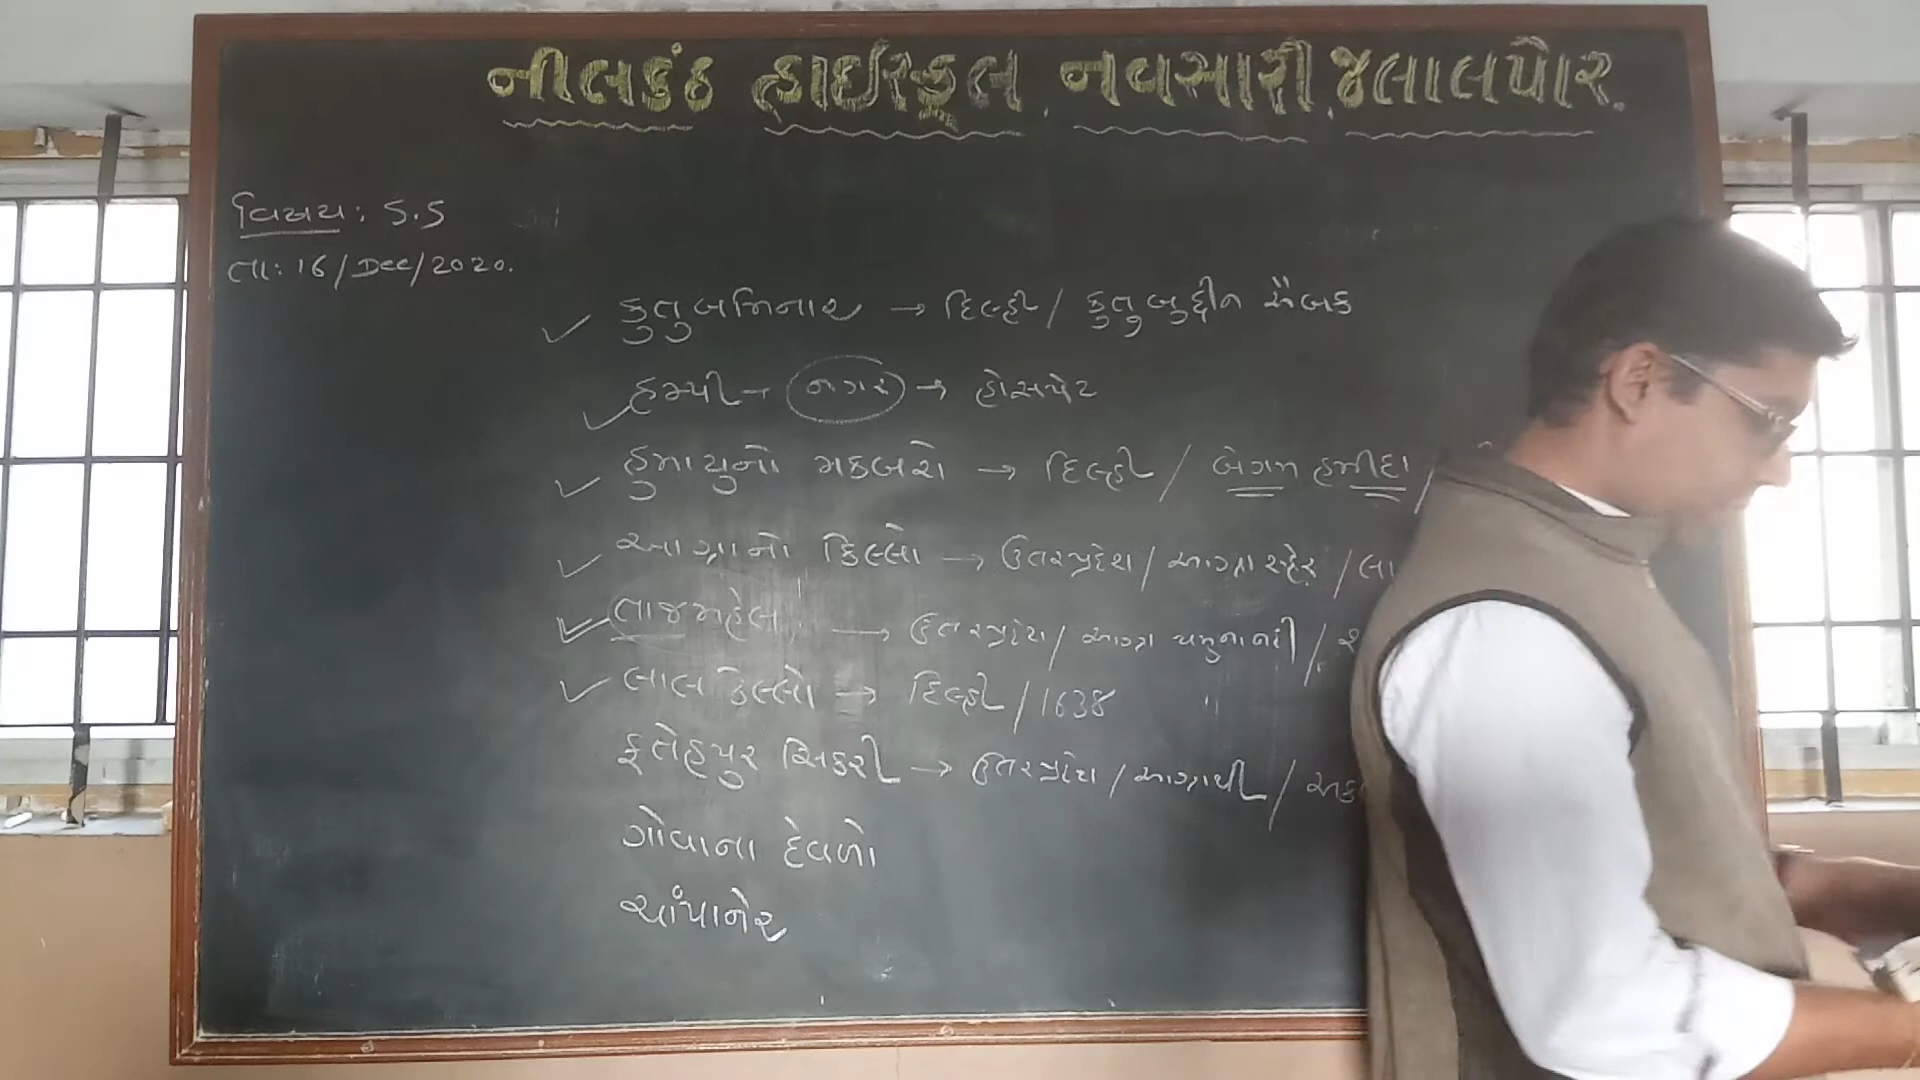 નીલકંઠ હાઈસ્કૂલ, નવસારી, જલાલપોર.
વિષય: S.S
તા: 16/Dec/2020.
કુતુબમિનાર → દિલ્હી / કુતુબુદ્દીન ઐબક
હમ્પી → નગર → હોસપેટ
હુમાયુનો મકબરો → દિલ્હી / બેગમ હમીદા /
આગ્રાનો કિલ્લો → ઉતરપ્રદેશ / આગ્રા શહેર / લા
તાજમહેલ → ઉતરપ્રદેશ / આગ્રા યમુના નદી /
લાલ કિલ્લો → દિલ્હી / 1638 "
ફતેહપુર સિકરી → ઉતરપ્રદેશ / આગ્રાથી / અક
ગોવાના દેવળો
ચાંપાનેર